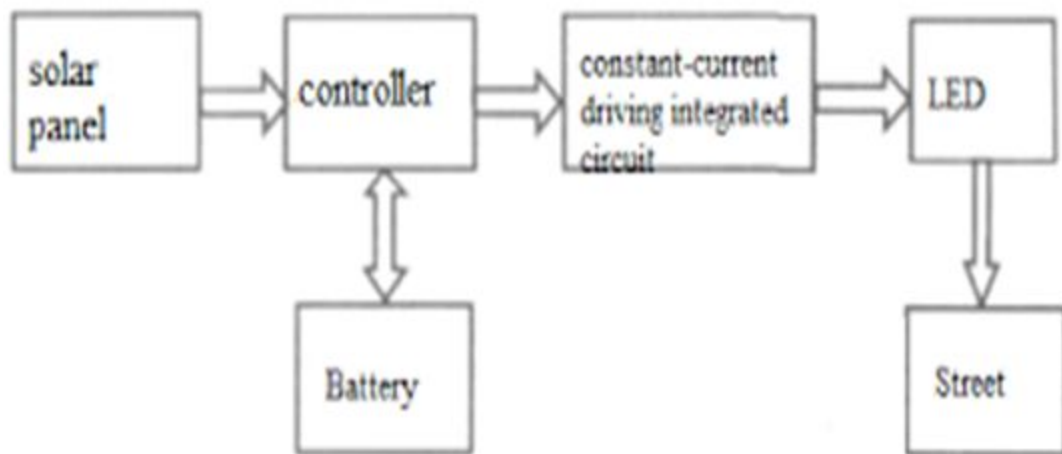 solar
panel
controller
constant-current
driving integrated
circuit
LED
Battery
Street